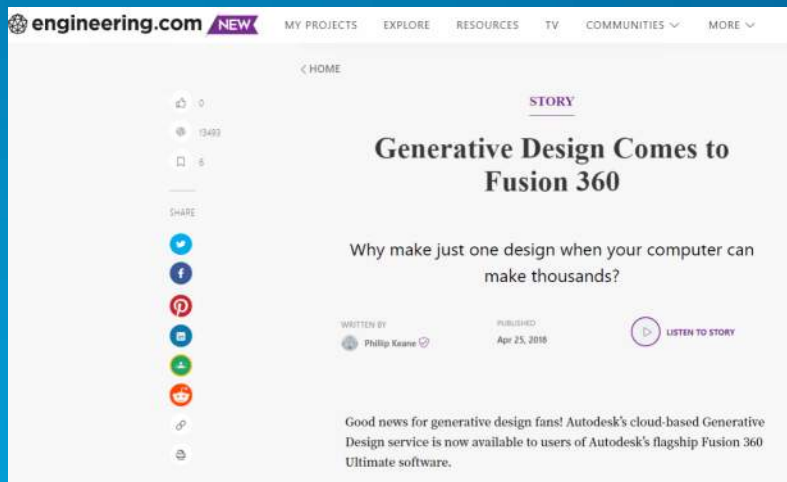 engineering.com NEW MY PROJECTS EXPLORE RESOURCES TV COMMUNITIES MORE
< HOME
0
13493
6
SHARE
STORY
Generative Design Comes to
Fusion 360
Why make just one design when your computer can
make thousands?
WRITTEN BY
Phillip Keane
PUBLISHED
Apr 25, 2018
LISTEN TO STORY
Good news for generative design fans! Autodesk's cloud-based Generative
Design service is now available to users of Autodesk's flagship Fusion 360
Ultimate software.